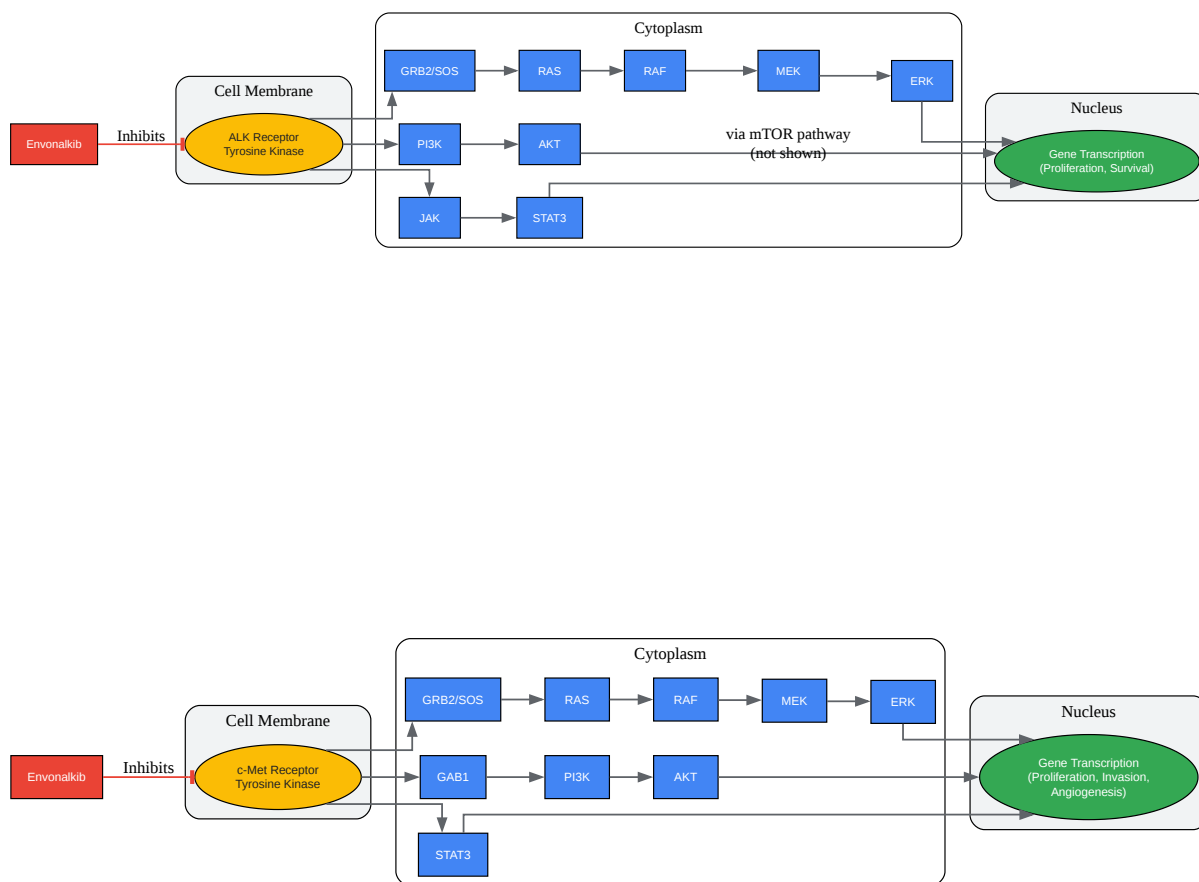 Cytoplasm
GRB2/SOS
RAS
RAF
MEK
ERK
Cell Membrane
Nucleus
Envonalkib
Inhibits
ALK Receptor
Tyrosine Kinase
PI3K
AKT
via mTOR pathway
(not shown)
Gene Transcription
(Proliferation, Survival)
JAK
STAT3
Cytoplasm
GRB2/SOS
RAS
RAF
MEK
ERK
Cell Membrane
Nucleus
Envonalkib
Inhibits
c-Met Receptor
Tyrosine Kinase
GAB1
PI3K
AKT
Gene Transcription
(Proliferation, Invasion,
Angiogenesis)
STAT3